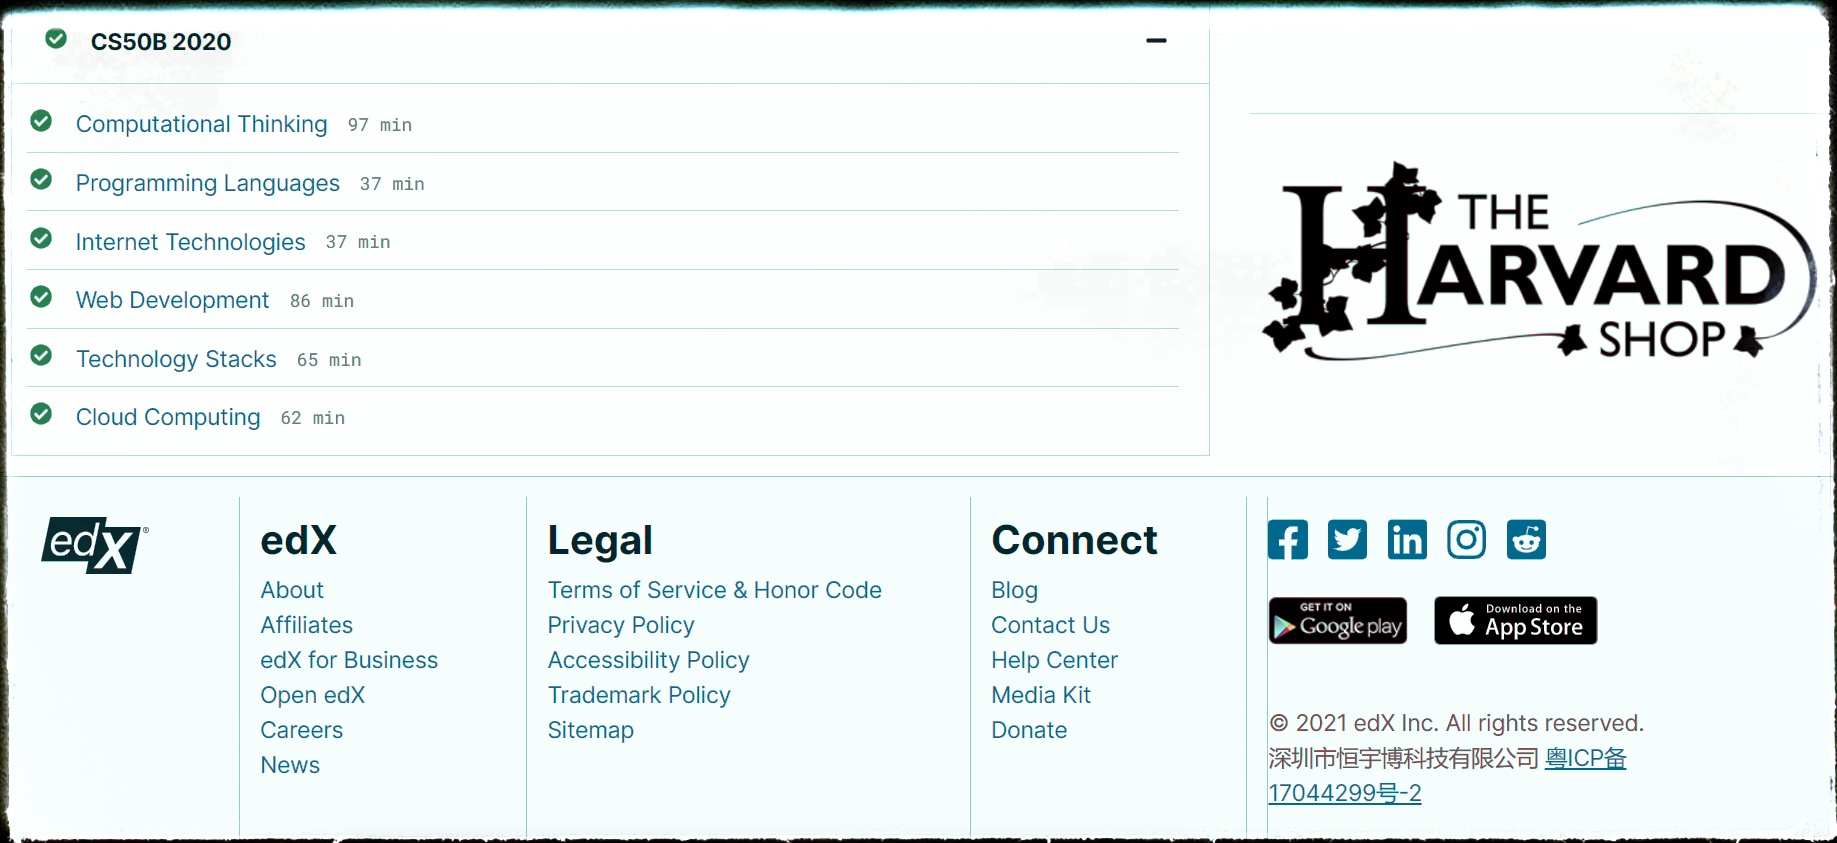 CS50B 2020
Computational Thinking 97 min
Programming Languages 37 min
Internet Technologies 37 min
Web Development 86 min
Technology Stacks 65 min
Cloud Computing 62 min
THE
HARVARD
SHOP
edX®
edX
About
Affiliates
edX for Business
Open edX
Careers
News
Legal
Terms of Service & Honor Code
Privacy Policy
Accessibility Policy
Trademark Policy
Sitemap
Connect
Blog
Contact Us
Help Center
Media Kit
Donate
f in
GET IT ON
Google play
Download on the
App Store
© 2021 edX Inc. All rights reserved.
深圳市恒宇博科技有限公司 粤ICP备
17044299号-2